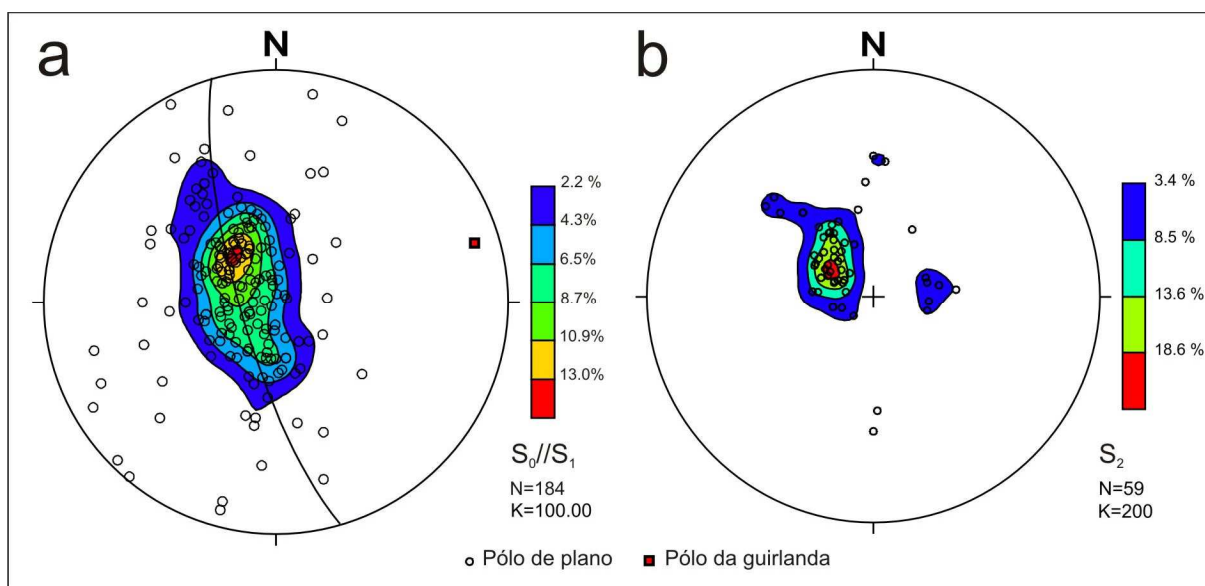 a
N
2.2 %
4.3%
6.5%
8.7%
10.9%
13.0%
S₀//S₁
N=184
K=100.00
b
N
3.4 %
8.5 %
13.6 %
18.6 %
S₂
N=59
K=200
Pólo de plano
Pólo da guirlanda